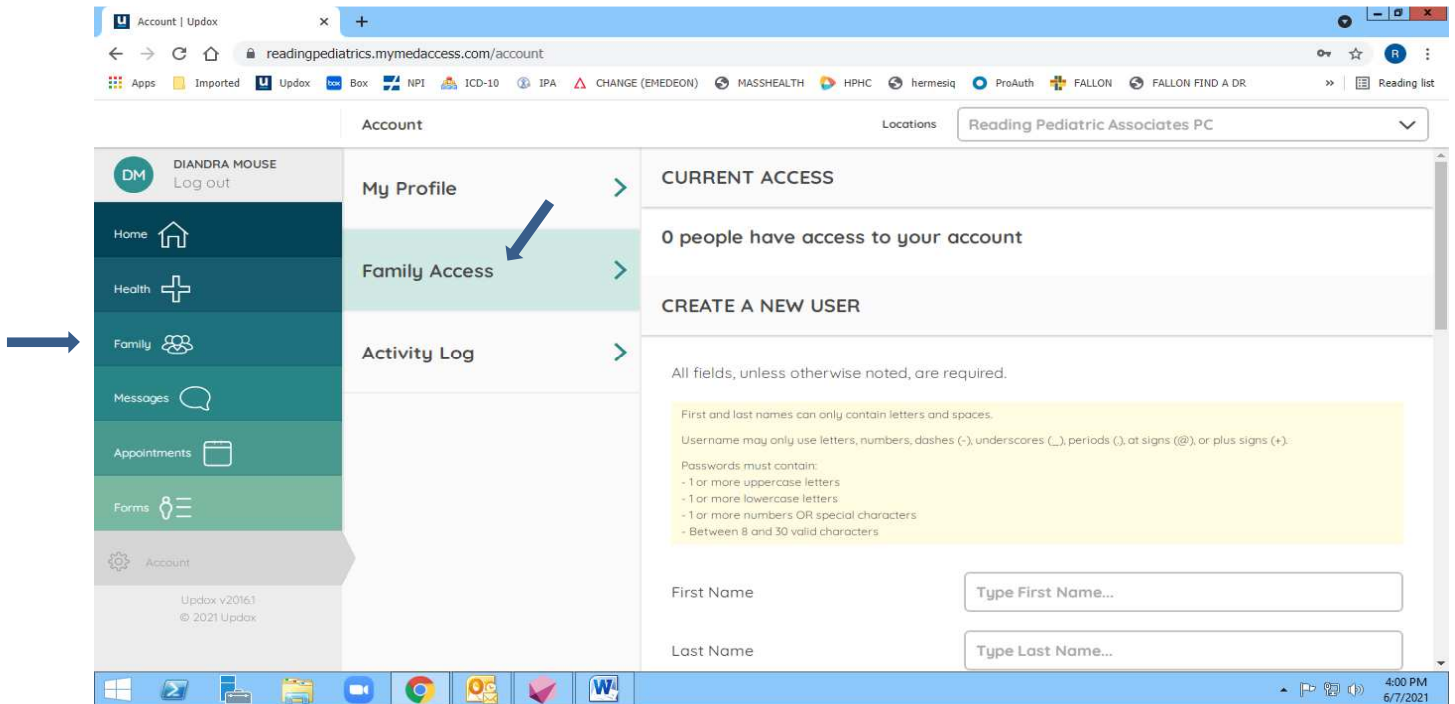 Account | Updox
readingpediatrics.mymedaccess.com/account
R
Apps Imported Updox box Box NPI ICD-10 IPA CHANGE (EMEDEON) MASSHEALTH HPHC hermesiq ProAuth FALLON FALLON FIND A DR » Reading list
Account Locations Reading Pediatric Associates PC
DM DIANDRA MOUSE
Log out
Home
Health
Family
Messages
Appointments
Forms
Account
Updox v2016.1
© 2021 Updox
My Profile
Family Access
Activity Log
CURRENT ACCESS
0 people have access to your account
CREATE A NEW USER
All fields, unless otherwise noted, are required.
First and last names can only contain letters and spaces.
Username may only use letters, numbers, dashes (-), underscores (_), periods (.), at signs (@), or plus signs (+).
Passwords must contain:
- 1 or more uppercase letters
- 1 or more lowercase letters
- 1 or more numbers OR special characters
- Between 8 and 30 valid characters
First Name Type First Name...
Last Name Type Last Name...
4:00 PM
6/7/2021